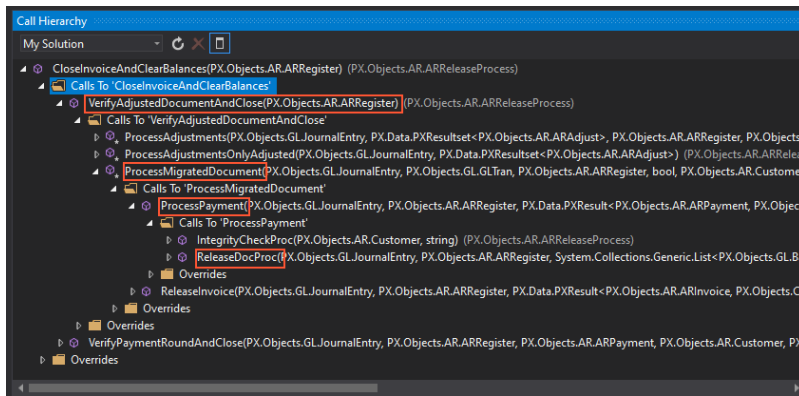 Call Hierarchy
My Solution
CloseInvoiceAndClearBalances(PX.Objects.AR.ARRegister) (PX.Objects.AR.ARReleaseProcess)
Calls To 'CloseInvoiceAndClearBalances'
VerifyAdjustedDocumentAndClose(PX.Objects.AR.ARRegister) (PX.Objects.AR.ARReleaseProcess)
Calls To 'VerifyAdjustedDocumentAndClose'
ProcessAdjustments(PX.Objects.GL.JournalEntry, PX.Data.PXResultset<PX.Objects.AR.ARAdjust>, PX.Objects.AR.ARRegister, PX.Objects
ProcessAdjustmentsOnlyAdjusted(PX.Objects.GL.JournalEntry, PX.Data.PXResultset<PX.Objects.AR.ARAdjust>) (PX.Objects.AR.ARRelea
ProcessMigratedDocument(PX.Objects.GL.JournalEntry, PX.Objects.GL.GLTran, PX.Objects.AR.ARRegister, bool, PX.Objects.AR.Custome
Calls To 'ProcessMigratedDocument'
ProcessPayment(PX.Objects.GL.JournalEntry, PX.Objects.AR.ARRegister, PX.Data.PXResult<PX.Objects.AR.ARPayment, PX.Objec
Calls To 'ProcessPayment'
IntegrityCheckProc(PX.Objects.AR.Customer, string) (PX.Objects.AR.ARReleaseProcess)
ReleaseDocProc(PX.Objects.GL.JournalEntry, PX.Objects.AR.ARRegister, System.Collections.Generic.List<PX.Objects.GL.B
Overrides
ReleaseInvoice(PX.Objects.GL.JournalEntry, PX.Objects.AR.ARRegister, PX.Data.PXResult<PX.Objects.AR.ARInvoice, PX.Objects.C
Overrides
Overrides
VerifyPaymentRoundAndClose(PX.Objects.GL.JournalEntry, PX.Objects.AR.ARRegister, PX.Objects.AR.ARPayment, PX.Objects.AR.Customer, PX
Overrides